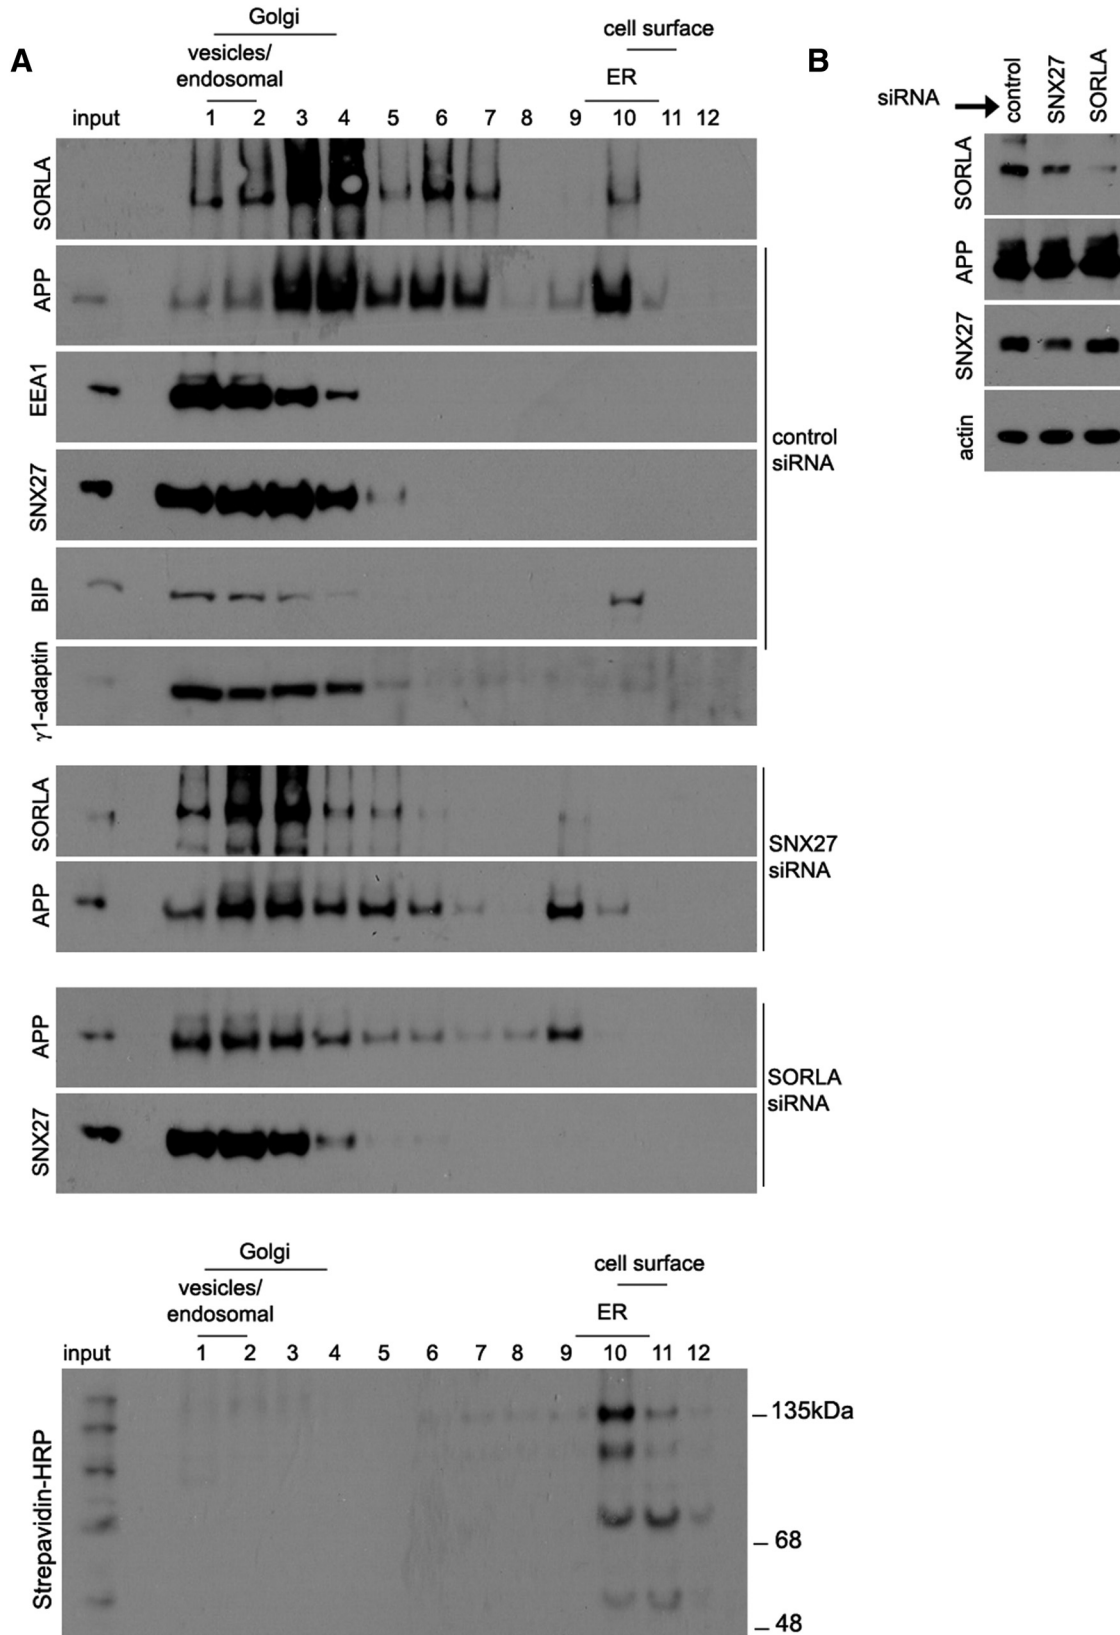 A
Golgi
vesicles/
endosomal
cell surface
ER
input 1 2 3 4 5 6 7 8 9 10 11 12
SORLA
APP
EEA1
SNX27
BIP
γ1-adaptin
control
siRNA
SORLA
APP
SNX27
siRNA
APP
SNX27
SORLA
siRNA
Golgi
vesicles/
endosomal
cell surface
ER
input 1 2 3 4 5 6 7 8 9 10 11 12
Strepavidin-HRP
135kDa
68
48
B
siRNA
control
SNX27
SORLA
SORLA
APP
SNX27
actin